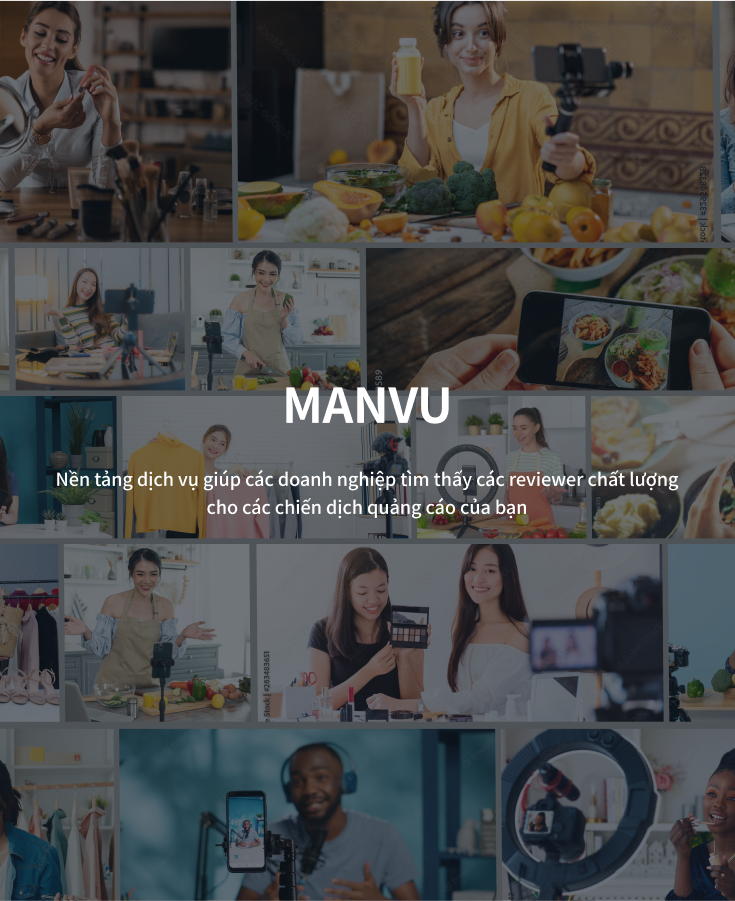 MANVU
Nền tảng dịch vụ giúp các doanh nghiệp tìm thấy các reviewer chất lượng
cho các chiến dịch quảng cáo của bạn